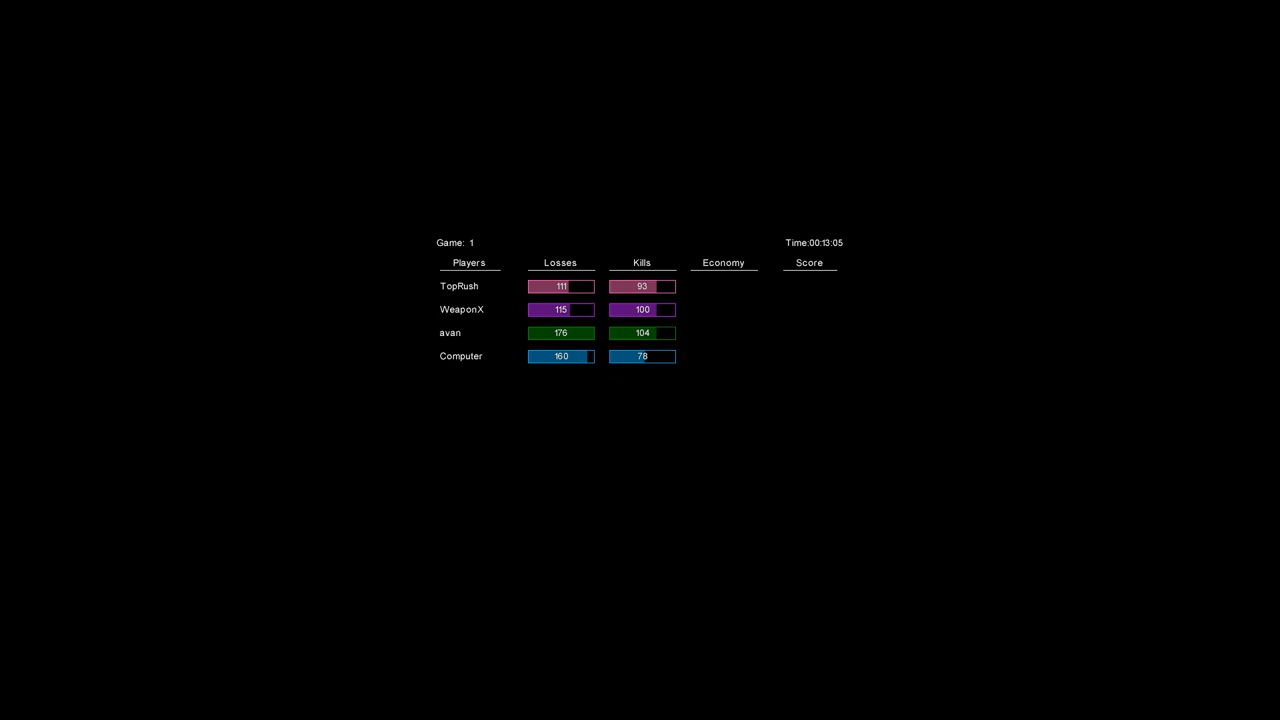 Game: 1 Time:00:13:05
Players Losses Kills Economy Score
TopRush 111 93
WeaponX 115 100
avan 176 104
Computer 160 78